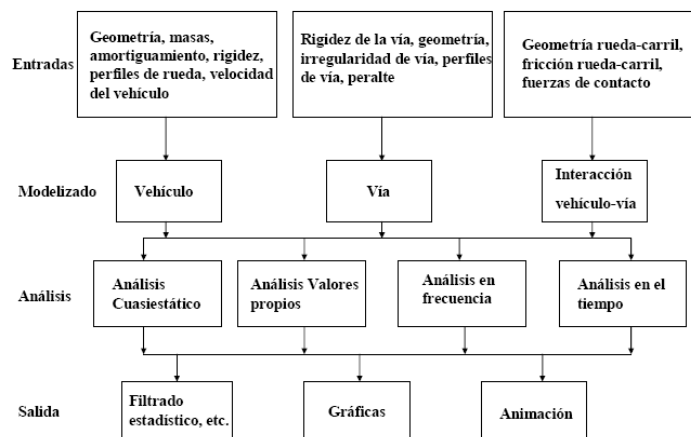 Entradas
Geometría, masas,
amortiguamiento, rigidez,
perfiles de rueda, velocidad
del vehículo
Rigidez de la vía, geometría,
irregularidad de vía, perfiles
de vía, peralte
Geometría rueda-carril,
fricción rueda-carril,
fuerzas de contacto
Modelizado
Vehículo
Vía
Interacción
vehículo-vía
Análisis
Análisis
Cuasiestático
Análisis Valores
propios
Análisis en
frecuencia
Análisis en el
tiempo
Salida
Filtrado
estadístico, etc.
Gráficas
Animación